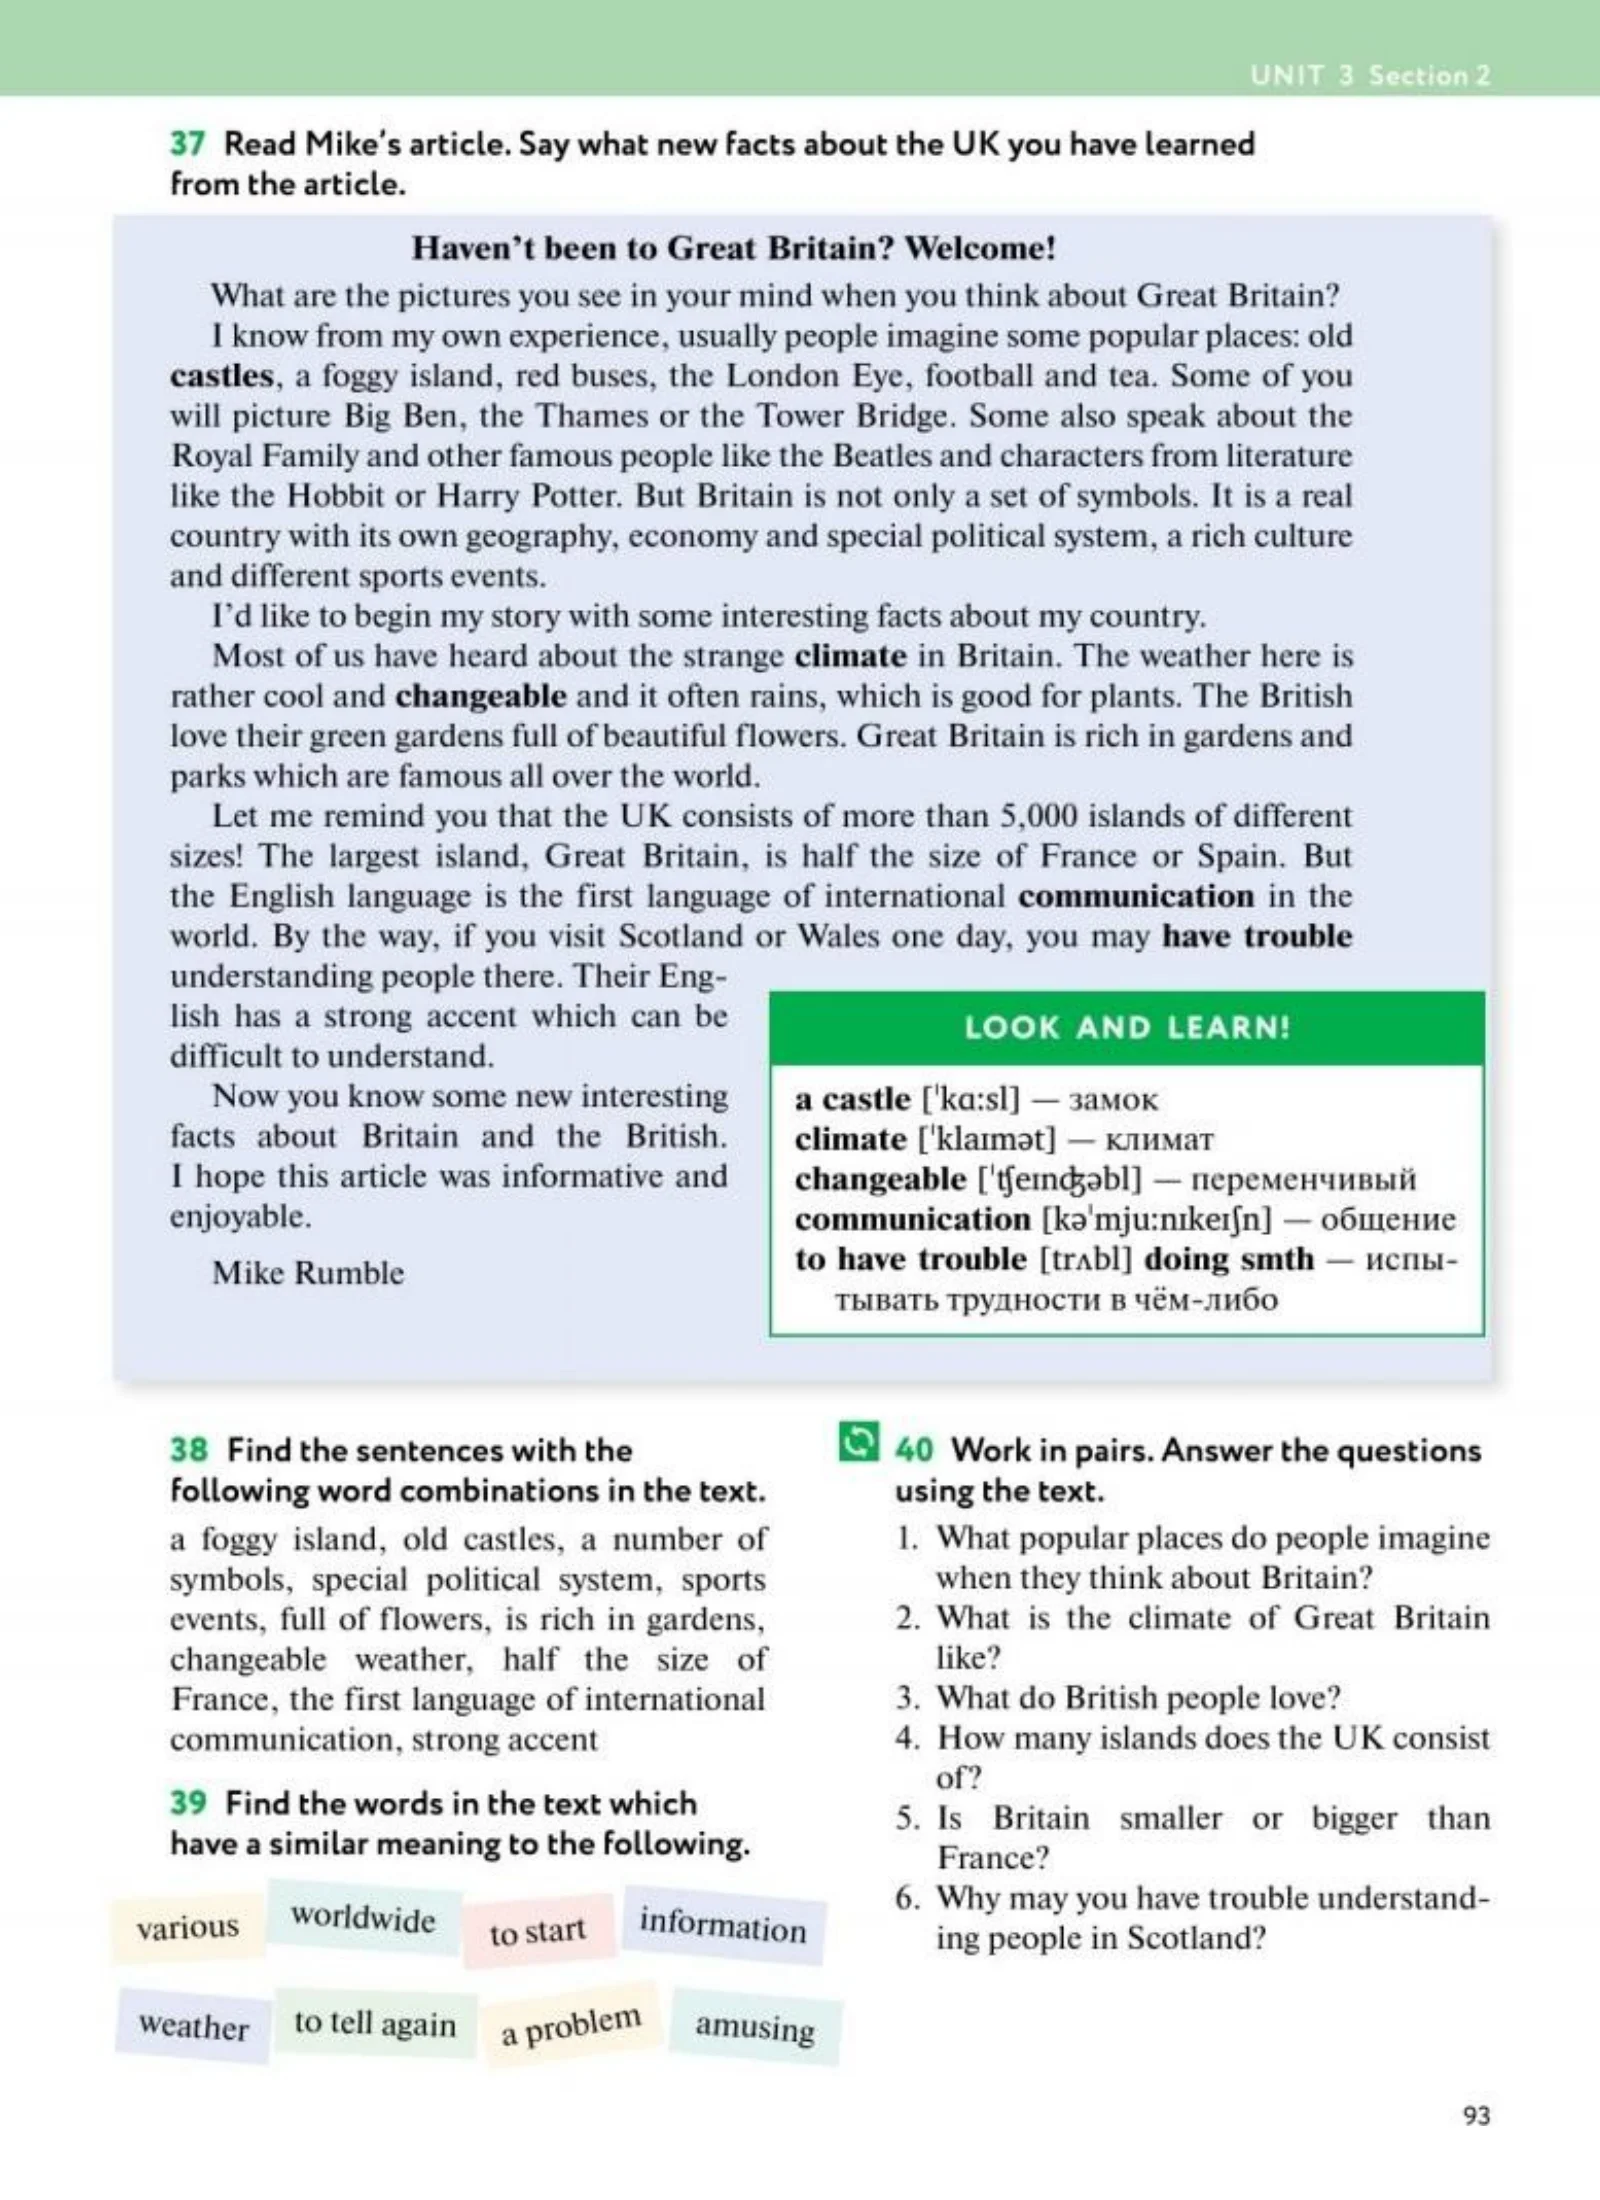 UNIT 3 Section 2
37 Read Mike's article. Say what new facts about the UK you have learned
from the article.
Haven't been to Great Britain? Welcome!
What are the pictures you see in your mind when you think about Great Britain?
I know from my own experience, usually people imagine some popular places: old
castles, a foggy island, red buses, the London Eye, football and tea. Some of you
will picture Big Ben, the Thames or the Tower Bridge. Some also speak about the
Royal Family and other famous people like the Beatles and characters from literature
like the Hobbit or Harry Potter. But Britain is not only a set of symbols. It is a real
country with its own geography, economy and special political system, a rich culture
and different sports events.
I'd like to begin my story with some interesting facts about my country.
Most of us have heard about the strange climate in Britain. The weather here is
rather cool and changeable and it often rains, which is good for plants. The British
love their green gardens full of beautiful flowers. Great Britain is rich in gardens and
parks which are famous all over the world.
Let me remind you that the UK consists of more than 5,000 islands of different
sizes! The largest island, Great Britain, is half the size of France or Spain. But
the English language is the first language of international communication in the
world. By the way, if you visit Scotland or Wales one day, you may have trouble
understanding people there. Their Eng-
lish has a strong accent which can be
difficult to understand.
Now you know some new interesting
facts about Britain and the British.
I hope this article was informative and
enjoyable.
Mike Rumble
LOOK AND LEARN!
a castle [ˈkɑːsl] — замок
climate [ˈklaɪmət] — климат
changeable [ˈʧeɪnʤəbl] — переменчивый
communication [kəˈmjuːnɪkeɪʃn] — общение
to have trouble [trʌbl] doing smth — испы-
тывать трудности в чём-либо
38 Find the sentences with the
following word combinations in the text.
a foggy island, old castles, a number of
symbols, special political system, sports
events, full of flowers, is rich in gardens,
changeable weather, half the size of
France, the first language of international
communication, strong accent
39 Find the words in the text which
have a similar meaning to the following.
various
worldwide
to start
information
weather
to tell again
a problem
amusing
40 Work in pairs. Answer the questions
using the text.
1. What popular places do people imagine
when they think about Britain?
2. What is the climate of Great Britain
like?
3. What do British people love?
4. How many islands does the UK consist
of?
5. Is Britain smaller or bigger than
France?
6. Why may you have trouble understand-
ing people in Scotland?
93